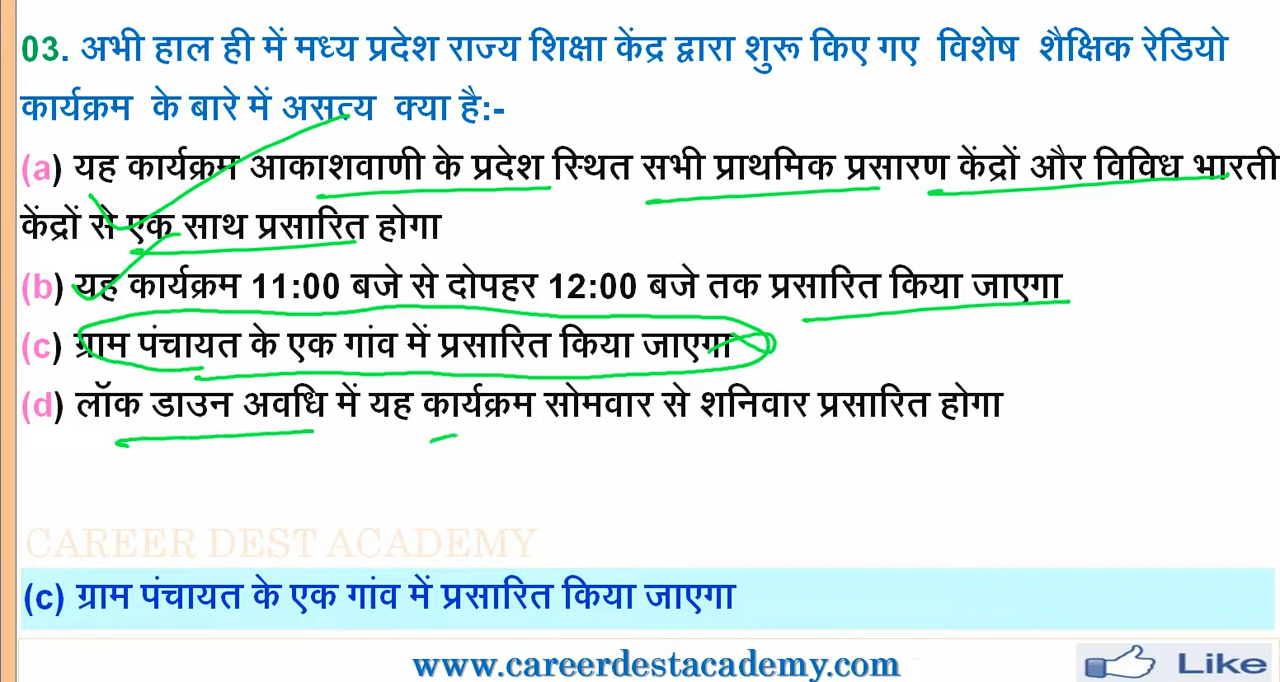 03. अभी हाल ही में मध्य प्रदेश राज्य शिक्षा केंद्र द्वारा शुरू किए गए विशेष शैक्षिक रेडियो
कार्यक्रम के बारे में असत्य क्या है:-
(a) यह कार्यक्रम आकाशवाणी के प्रदेश स्थित सभी प्राथमिक प्रसारण केंद्रों और विविध भारती
केंद्रों से एक साथ प्रसारित होगा
(b) यह कार्यक्रम 11:00 बजे से दोपहर 12:00 बजे तक प्रसारित किया जाएगा
(c) ग्राम पंचायत के एक गांव में प्रसारित किया जाएगा
(d) लॉक डाउन अवधि में यह कार्यक्रम सोमवार से शनिवार प्रसारित होगा
CAREER DEST ACADEMY
(c) ग्राम पंचायत के एक गांव में प्रसारित किया जाएगा
www.careerdestacademy.com
Like